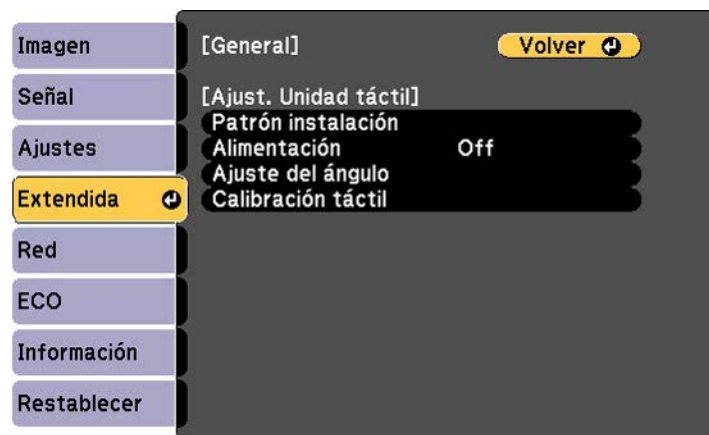 Imagen
Señal
Ajustes
Extendida
Red
ECO
Información
Restablecer
[General]
Volver
[Ajust. Unidad táctil]
Patrón instalación
Alimentación Off
Ajuste del ángulo
Calibración táctil